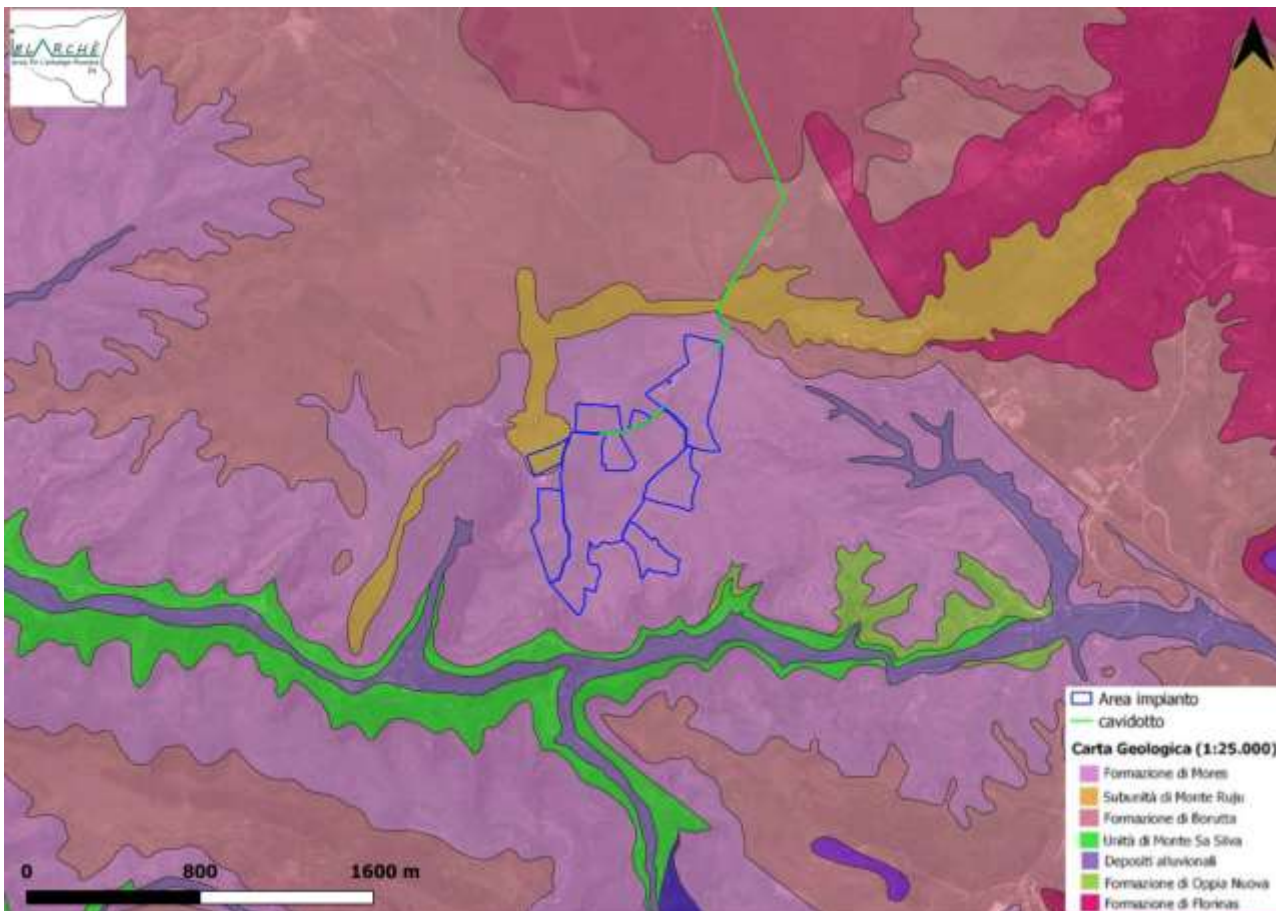 Area impianto
cavidotto
Carta Geologica (1:25.000)
Formazione di Mores
Subunità di Monte Ruju
Formazione di Borutta
Unità di Monte Sa Silva
Depositi alluvionali
Formazione di Oppia Nuova
Formazione di Florinas
0 800 1600 m